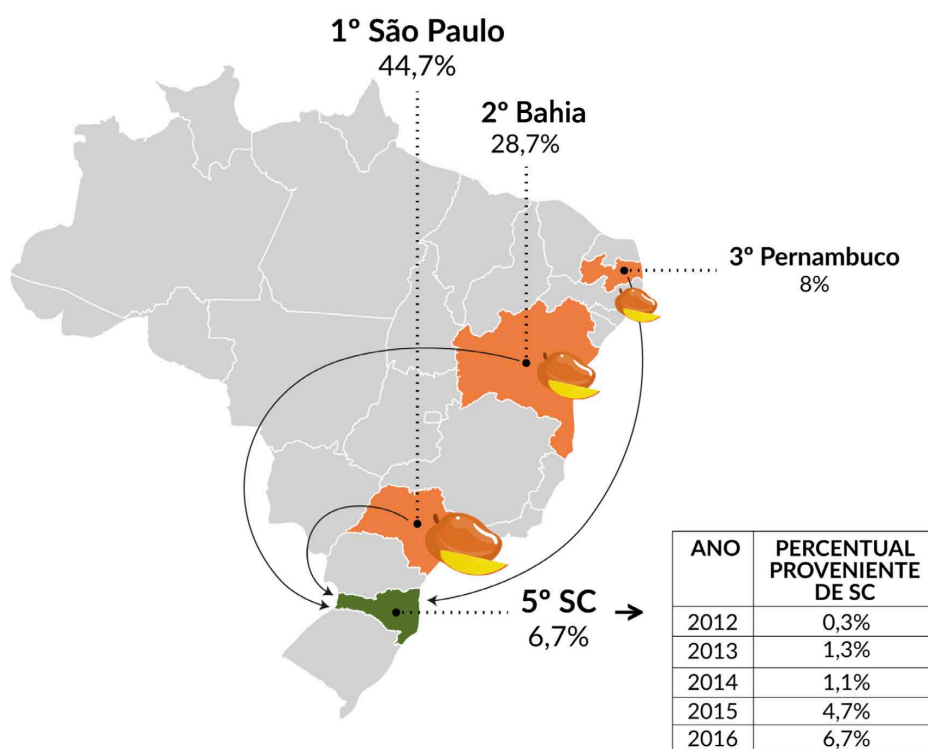 1º São Paulo
44,7%
2º Bahia
28,7%
3º Pernambuco
8%
5º SC
6,7%
ANO PERCENTUAL
PROVENIENTE
DE SC
2012 0,3%
2013 1,3%
2014 1,1%
2015 4,7%
2016 6,7%